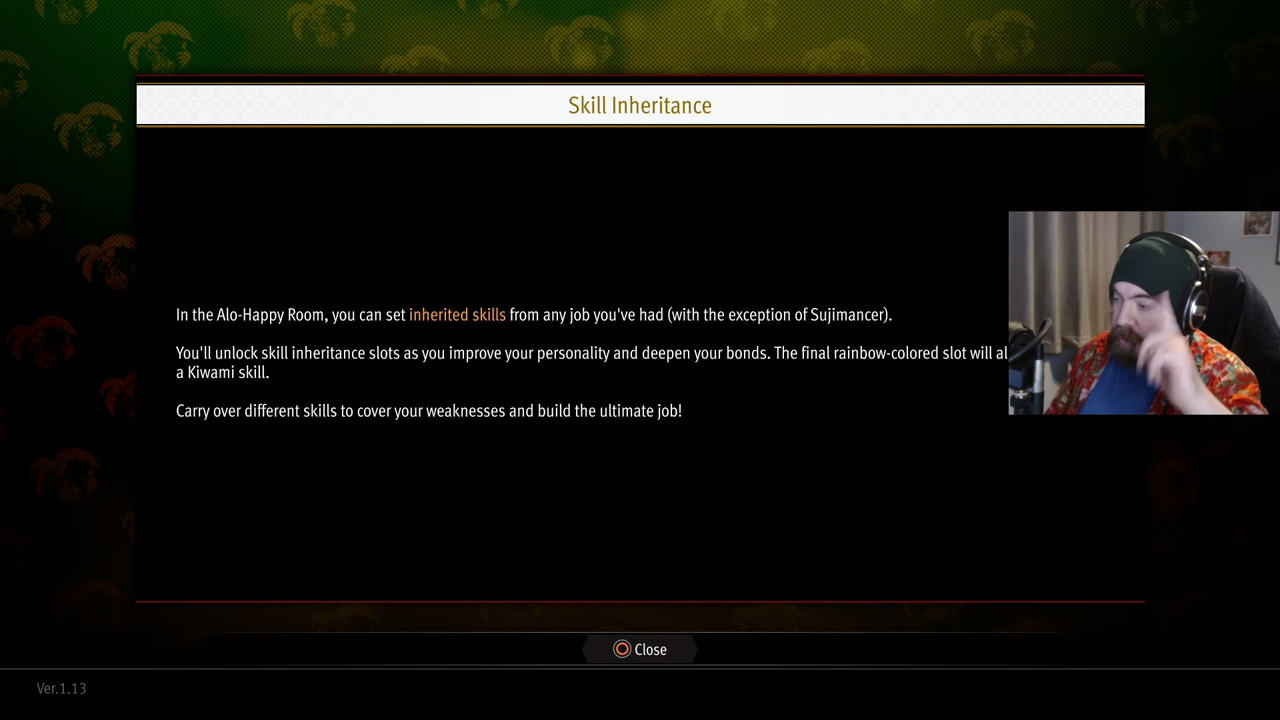 Skill Inheritance
In the Alo-Happy Room, you can set inherited skills from any job you've had (with the exception of Sujimancer).
You'll unlock skill inheritance slots as you improve your personality and deepen your bonds. The final rainbow-colored slot will
a Kiwami skill.
Carry over different skills to cover your weaknesses and build the ultimate job!
Close
Ver.1.13